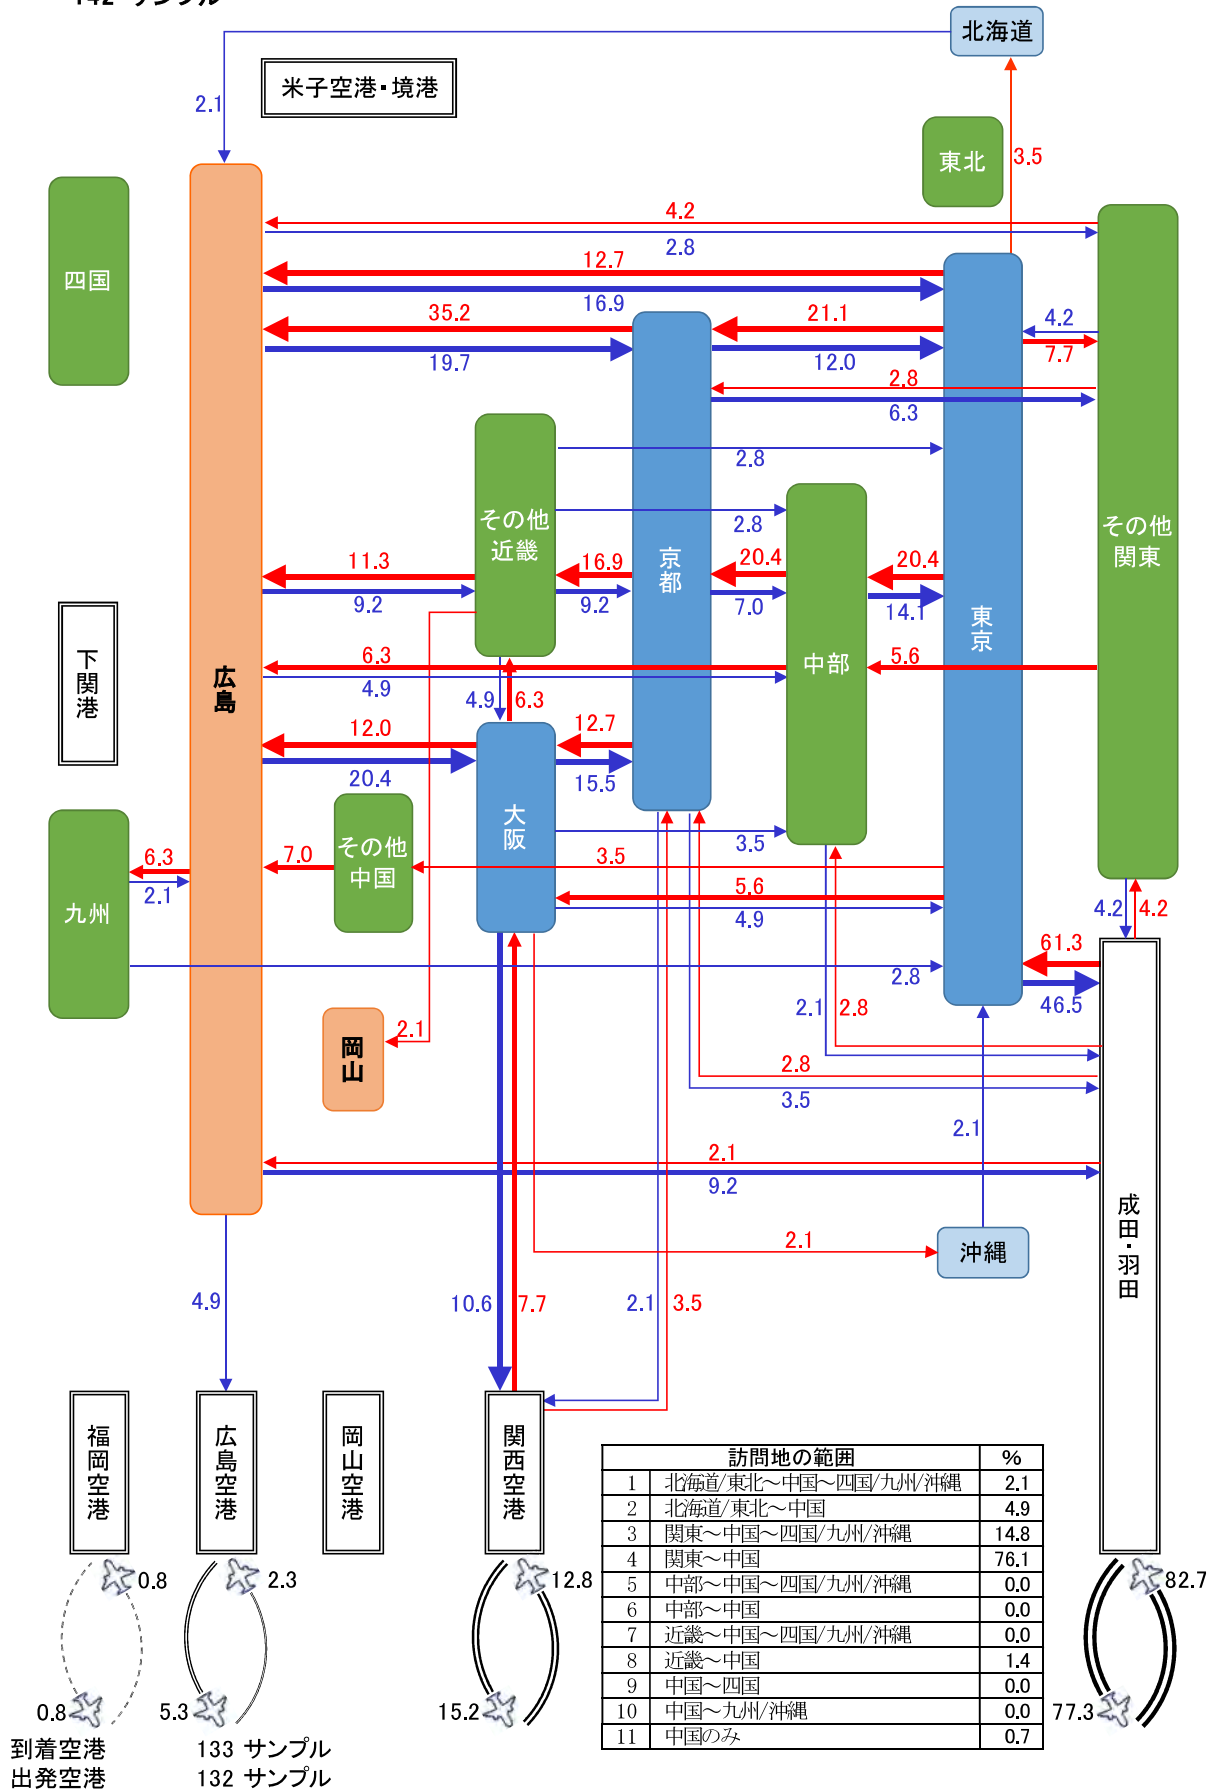 142 サンプル
北海道
米子空港・境港
2.1
東北
3.5
4.2
2.8
四国
12.7
16.9
35.2
19.7
21.1
12.0
4.2
7.7
2.8
6.3
2.8
その他
近畿
2.8
京都
その他
関東
11.3
9.2
16.9
9.2
20.4
7.0
20.4
14.1
東京
下関港
広島
6.3
4.9
中部
5.6
4.9
6.3
12.0
20.4
12.7
15.5
大阪
3.5
その他
中国
7.0
3.5
6.3
2.1
九州
5.6
4.9
4.2
4.2
61.3
46.5
2.8
2.1
2.8
岡山
2.1
2.8
3.5
2.1
2.1
9.2
成田・羽田
2.1
沖縄
4.9
10.6
7.7
2.1
3.5
福岡空港
広島空港
岡山空港
関西空港
訪問地の範囲 %
1 北海道/東北～中国～四国/九州/沖縄 2.1
2 北海道/東北～中国 4.9
3 関東～中国～四国/九州/沖縄 14.8
4 関東～中国 76.1
5 中部～中国～四国/九州/沖縄 0.0
6 中部～中国 0.0
7 近畿～中国～四国/九州/沖縄 0.0
8 近畿～中国 1.4
9 中国～四国 0.0
10 中国～九州/沖縄 0.0
11 中国のみ 0.7
0.8
2.3
12.8
82.7
0.8
5.3
15.2
77.3
到着空港 133 サンプル
出発空港 132 サンプル